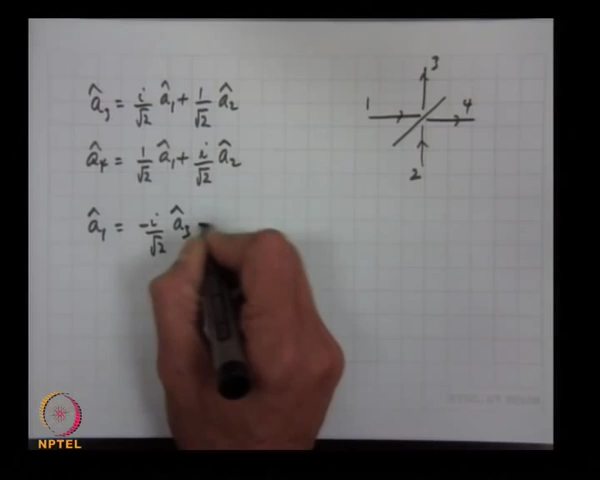 â₃ = i/√2 â₁ + 1/√2 â₂
â₄ = 1/√2 â₁ + i/√2 â₂
â₁ = -i/√2 â₃
1
2
3
4
NPTEL